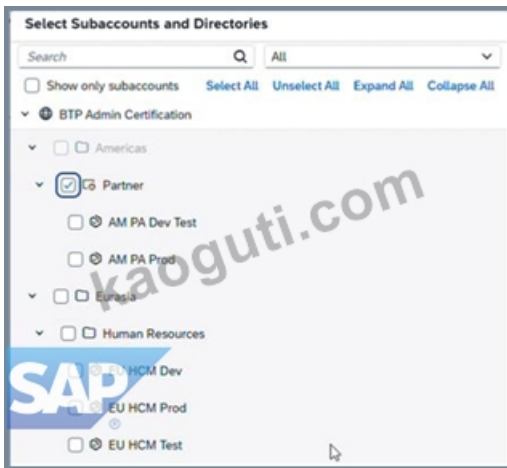 Select Subaccounts and Directories
Search All
Show only subaccounts Select All Unselect All Expand All Collapse All
BTP Admin Certification
Americas
Partner
AM PA Dev Test
AM PA Prod
kaoguti.com
Eurasia
Human Resources
EU HCM Dev
SAP
EU HCM Prod
®
EU HCM Test